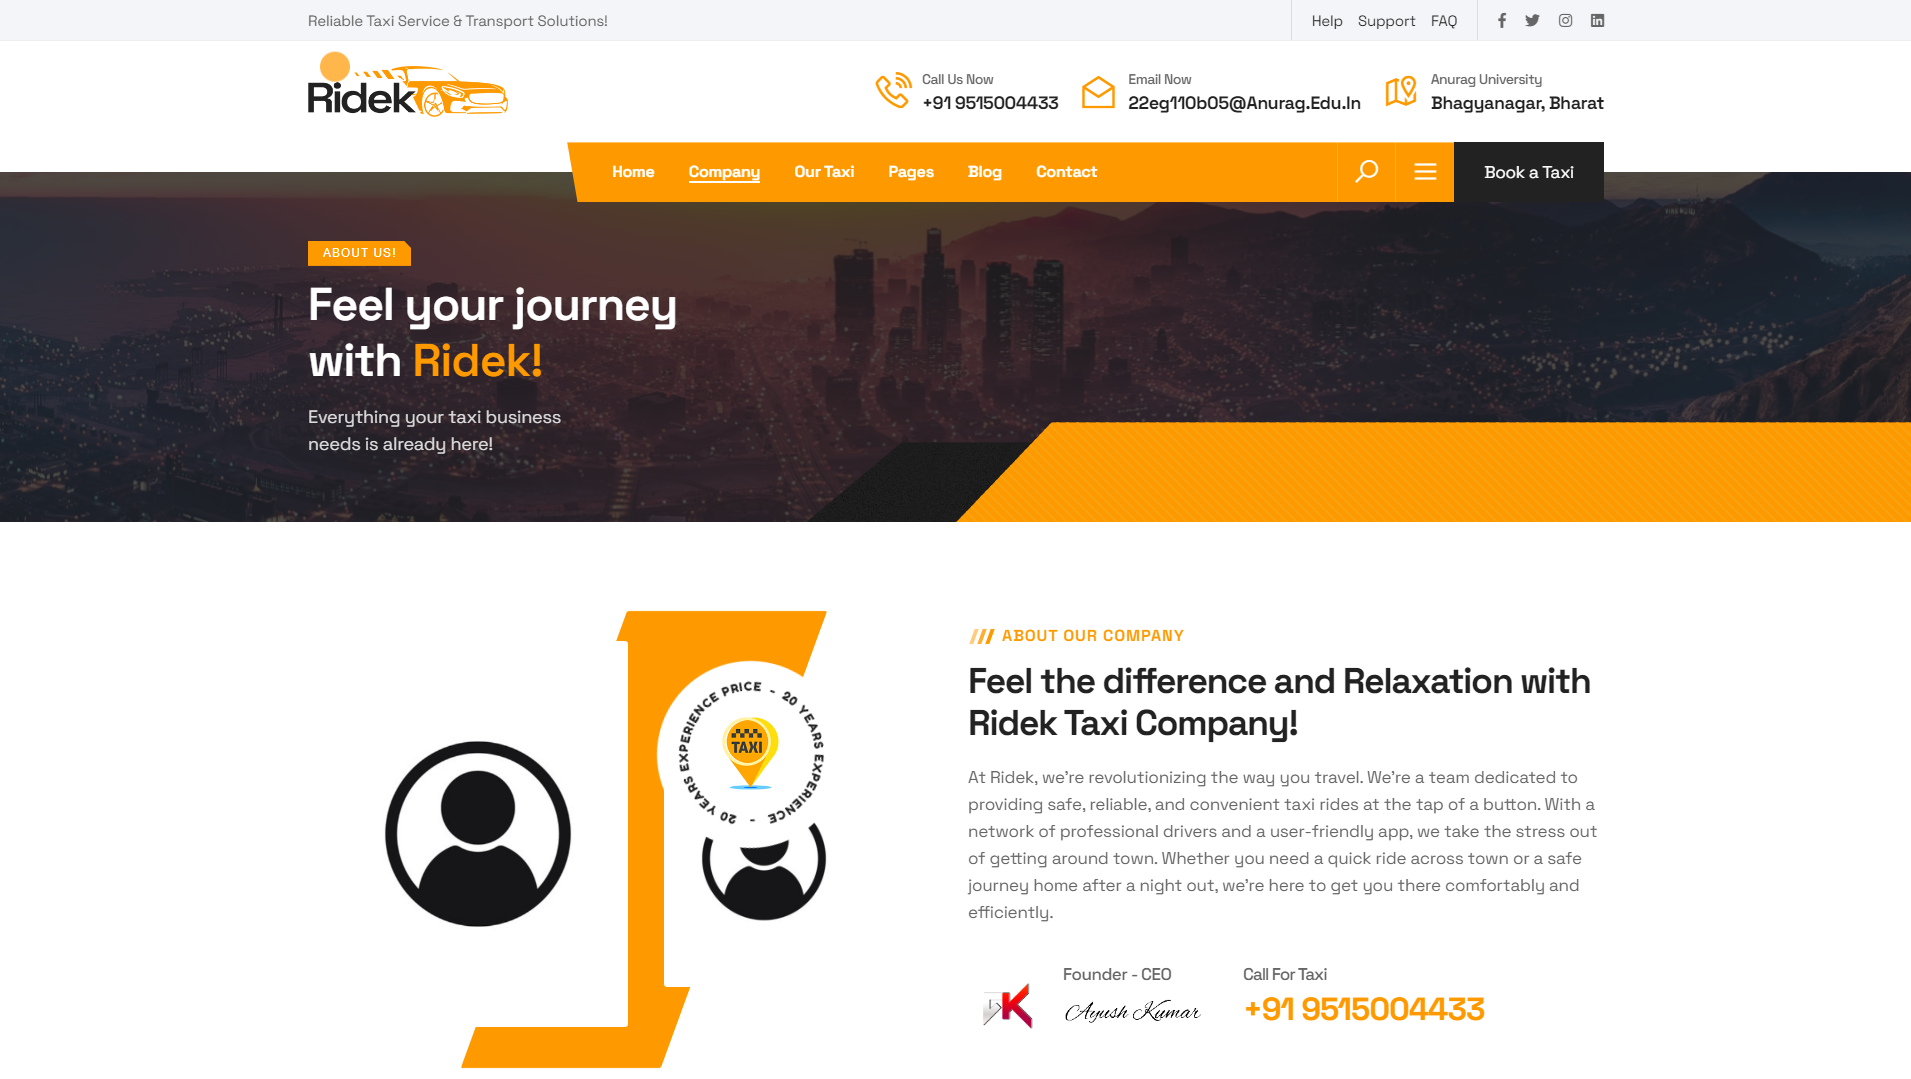 Reliable Taxi Service & Transport Solutions!
Help Support FAQ
Ridek
Call Us Now
+91 9515004433
Email Now
22eg110b05@Anurag.Edu.In
Anurag University
Bhagyanagar, Bharat
Home Company Our Taxi Pages Blog Contact
Book a Taxi
ABOUT US!
Feel your journey
with Ridek!
Everything your taxi business
needs is already here!
20 YEARS EXPERIENCE PRICE - 20 YEARS EXPERIENCE -
TAXI
ABOUT OUR COMPANY
Feel the difference and Relaxation with
Ridek Taxi Company!
At Ridek, we're revolutionizing the way you travel. We're a team dedicated to
providing safe, reliable, and convenient taxi rides at the tap of a button. With a
network of professional drivers and a user-friendly app, we take the stress out
of getting around town. Whether you need a quick ride across town or a safe
journey home after a night out, we're here to get you there comfortably and
efficiently.
K
Founder - CEO
Ayush Kumar
Call For Taxi
+91 9515004433